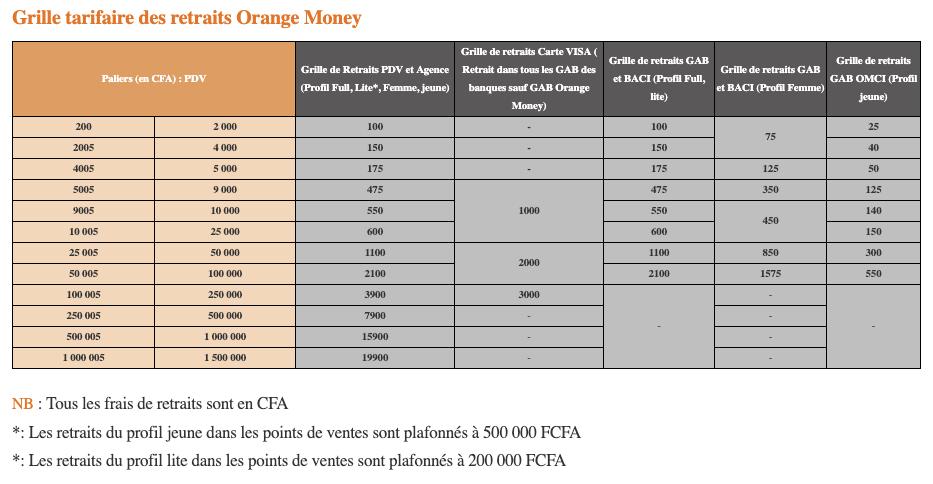 Grille tarifaire des retraits Orange Money
Paliers (en CFA) : PDV
Grille de Retraits PDV et Agence
(Profil Full, Lite*, Femme, jeune)
Grille de retraits Carte VISA (
Retrait dans tous les GAB des
banques sauf GAB Orange
Money)
Grille de retraits GAB
et BACI (Profil Full,
lite)
Grille de retraits GAB
et BACI (Profil Femme)
Grille de retraits
GAB OMCI (Profil
jeune)
200 2 000 100 - 100 75 25
2005 4 000 150 - 150 40
4005 5 000 175 - 175 125 50
5005 9 000 475 475 350 125
9005 10 000 550 1000 550 450 140
10 005 25 000 600 600 150
25 005 50 000 1100 2000 1100 850 300
50 005 100 000 2100 2100 1575 550
100 005 250 000 3900 3000 - - -
250 005 500 000 7900 - -
500 005 1 000 000 15900 - -
1 000 005 1 500 000 19900 - -
NB : Tous les frais de retraits sont en CFA
*: Les retraits du profil jeune dans les points de ventes sont plafonnés à 500 000 FCFA
*: Les retraits du profil lite dans les points de ventes sont plafonnés à 200 000 FCFA